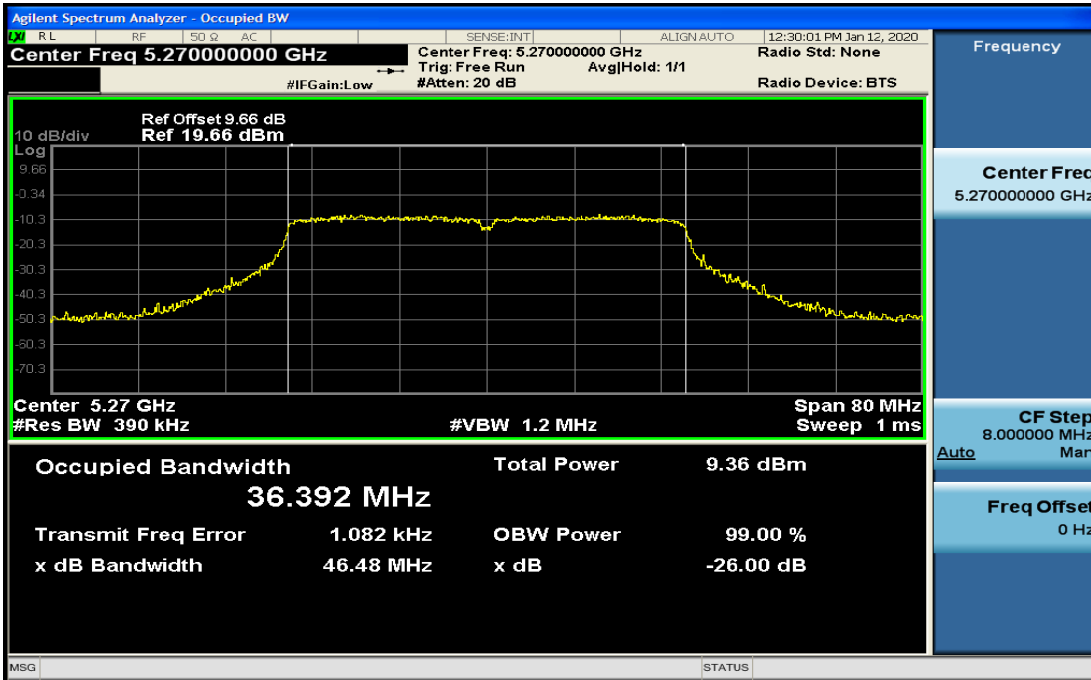 Agilent Spectrum Analyzer - Occupied BW
LXI RL RF 50 Ω AC SENSE:INT ALIGN AUTO 12:30:01 PM Jan 12, 2020
Center Freq 5.270000000 GHz
Center Freq: 5.270000000 GHz
Radio Std: None
Trig: Free Run Avg|Hold: 1/1
#IFGain:Low
#Atten: 20 dB
Radio Device: BTS
Ref Offset 9.66 dB
10 dB/div Ref 19.66 dBm
Log
9.66
-0.34
-10.3
-20.3
-30.3
-40.3
-50.3
-60.3
-70.3
Center 5.27 GHz Span 80 MHz
#Res BW 390 kHz #VBW 1.2 MHz Sweep 1 ms
Occupied Bandwidth Total Power 9.36 dBm
36.392 MHz
Transmit Freq Error 1.082 kHz OBW Power 99.00 %
x dB Bandwidth 46.48 MHz x dB -26.00 dB
MSG STATUS
Frequency
Center Freq
5.270000000 GHz
CF Step
8.000000 MHz
Auto Man
Freq Offset
0 Hz